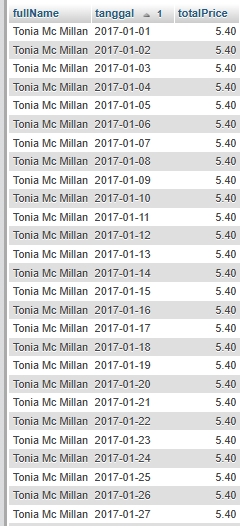 fullName tanggal 1 totalPrice
Tonia Mc Millan 2017-01-01 5.40
Tonia Mc Millan 2017-01-02 5.40
Tonia Mc Millan 2017-01-03 5.40
Tonia Mc Millan 2017-01-04 5.40
Tonia Mc Millan 2017-01-05 5.40
Tonia Mc Millan 2017-01-06 5.40
Tonia Mc Millan 2017-01-07 5.40
Tonia Mc Millan 2017-01-08 5.40
Tonia Mc Millan 2017-01-09 5.40
Tonia Mc Millan 2017-01-10 5.40
Tonia Mc Millan 2017-01-11 5.40
Tonia Mc Millan 2017-01-12 5.40
Tonia Mc Millan 2017-01-13 5.40
Tonia Mc Millan 2017-01-14 5.40
Tonia Mc Millan 2017-01-15 5.40
Tonia Mc Millan 2017-01-16 5.40
Tonia Mc Millan 2017-01-17 5.40
Tonia Mc Millan 2017-01-18 5.40
Tonia Mc Millan 2017-01-19 5.40
Tonia Mc Millan 2017-01-20 5.40
Tonia Mc Millan 2017-01-21 5.40
Tonia Mc Millan 2017-01-22 5.40
Tonia Mc Millan 2017-01-23 5.40
Tonia Mc Millan 2017-01-24 5.40
Tonia Mc Millan 2017-01-25 5.40
Tonia Mc Millan 2017-01-26 5.40
Tonia Mc Millan 2017-01-27 5.40